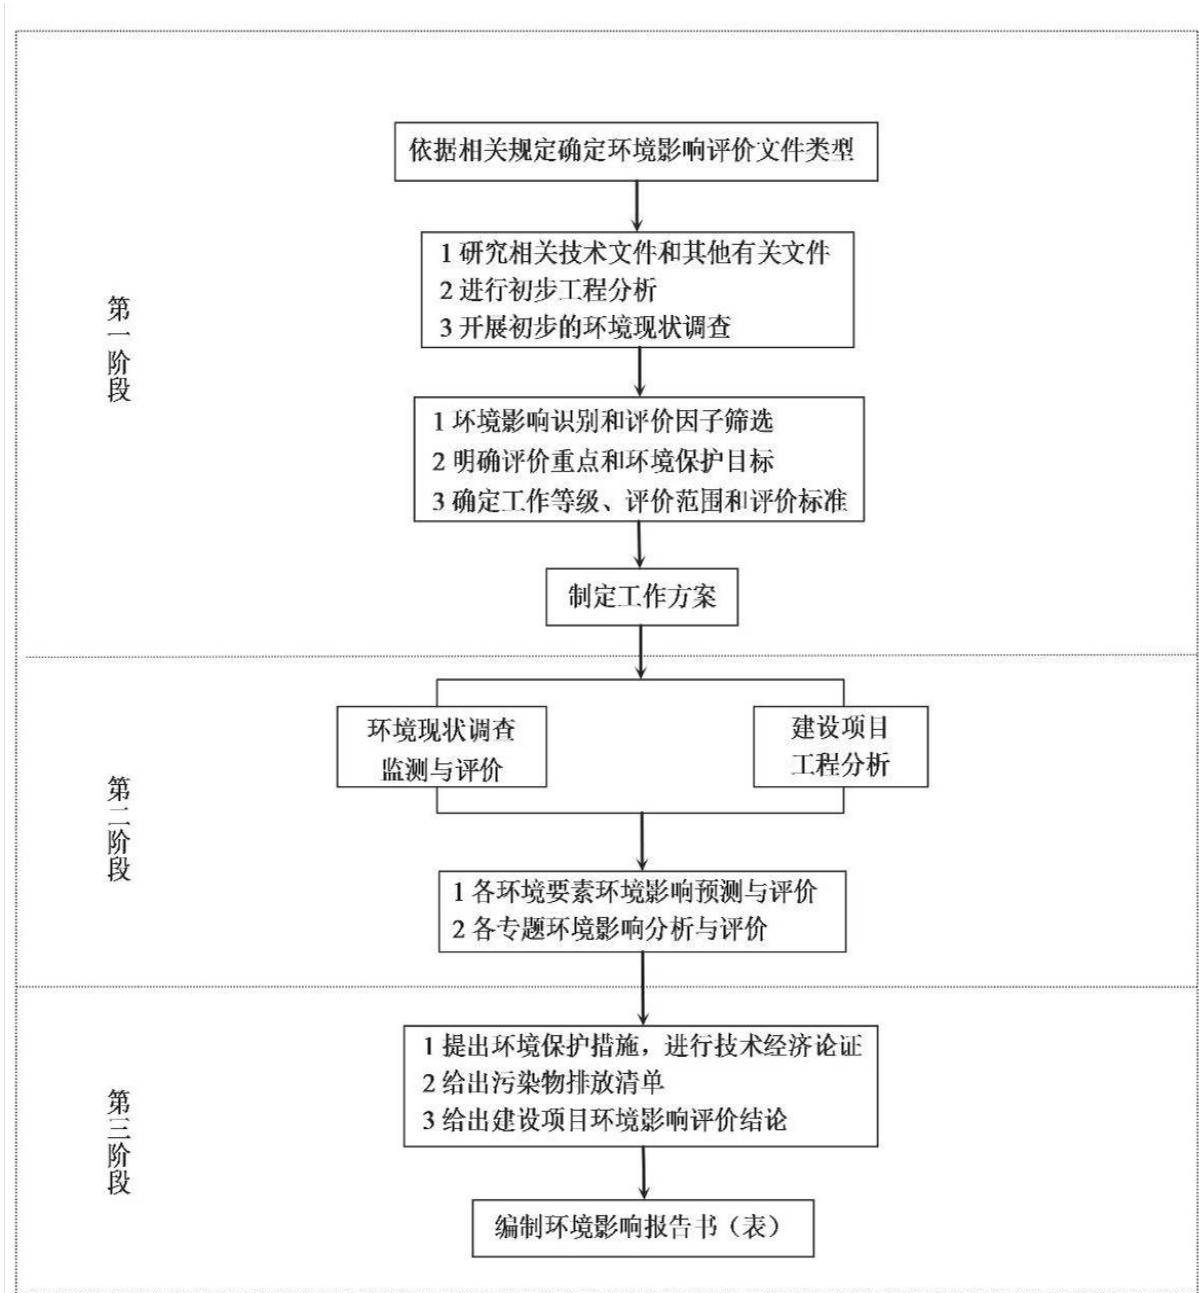 依据相关规定确定环境影响评价文件类型
1 研究相关技术文件和其他有关文件
2 进行初步工程分析
3 开展初步的环境现状调查
第一阶段
1 环境影响识别和评价因子筛选
2 明确评价重点和环境保护目标
3 确定工作等级、评价范围和评价标准
制定工作方案
环境现状调查
监测与评价
建设项目
工程分析
第二阶段
1 各环境要素环境影响预测与评价
2 各专题环境影响分析与评价
1 提出环境保护措施，进行技术经济论证
2 给出污染物排放清单
3 给出建设项目环境影响评价结论
第三阶段
编制环境影响报告书（表）